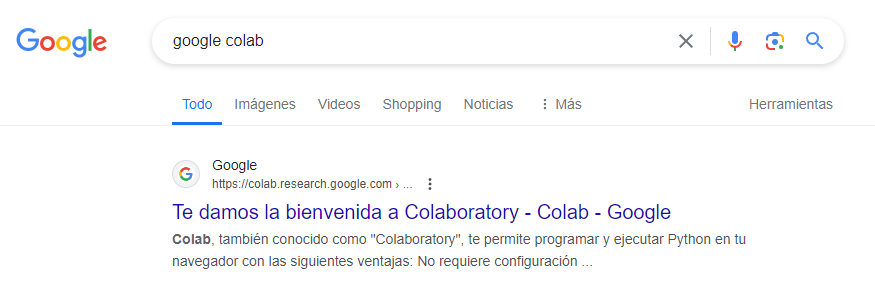 Google
google colab
Todo Imágenes Videos Shopping Noticias Más Herramientas
Google
https://colab.research.google.com › ...
Te damos la bienvenida a Colaboratory - Colab - Google
Colab, también conocido como "Colaboratory", te permite programar y ejecutar Python en tu
navegador con las siguientes ventajas: No requiere configuración ...